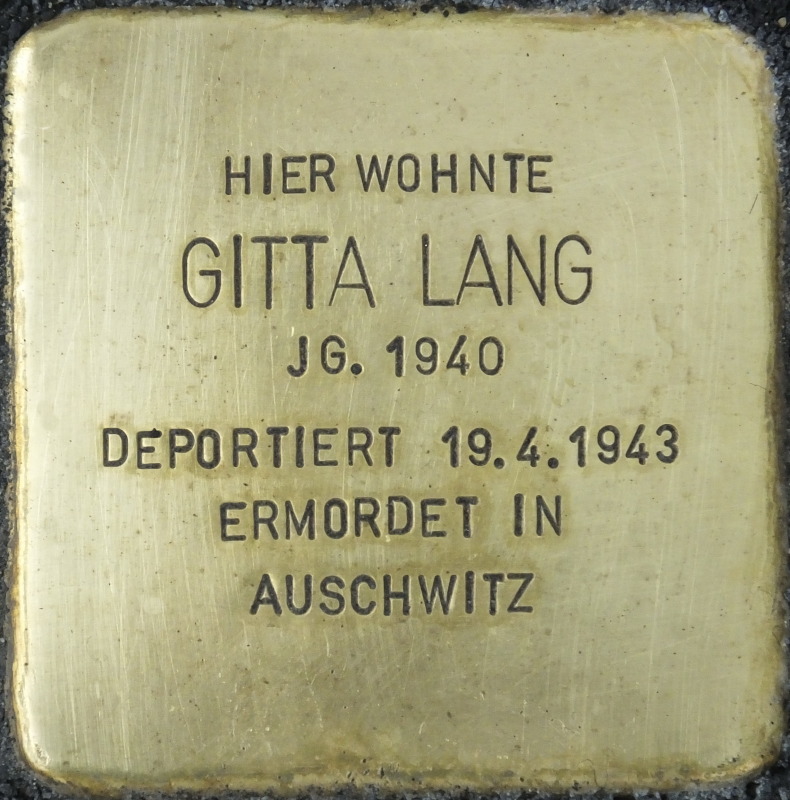 HIER WOHNTE
GITTA LANG
JG. 1940
DEPORTIERT 19.4.1943
ERMORDET IN
AUSCHWITZ